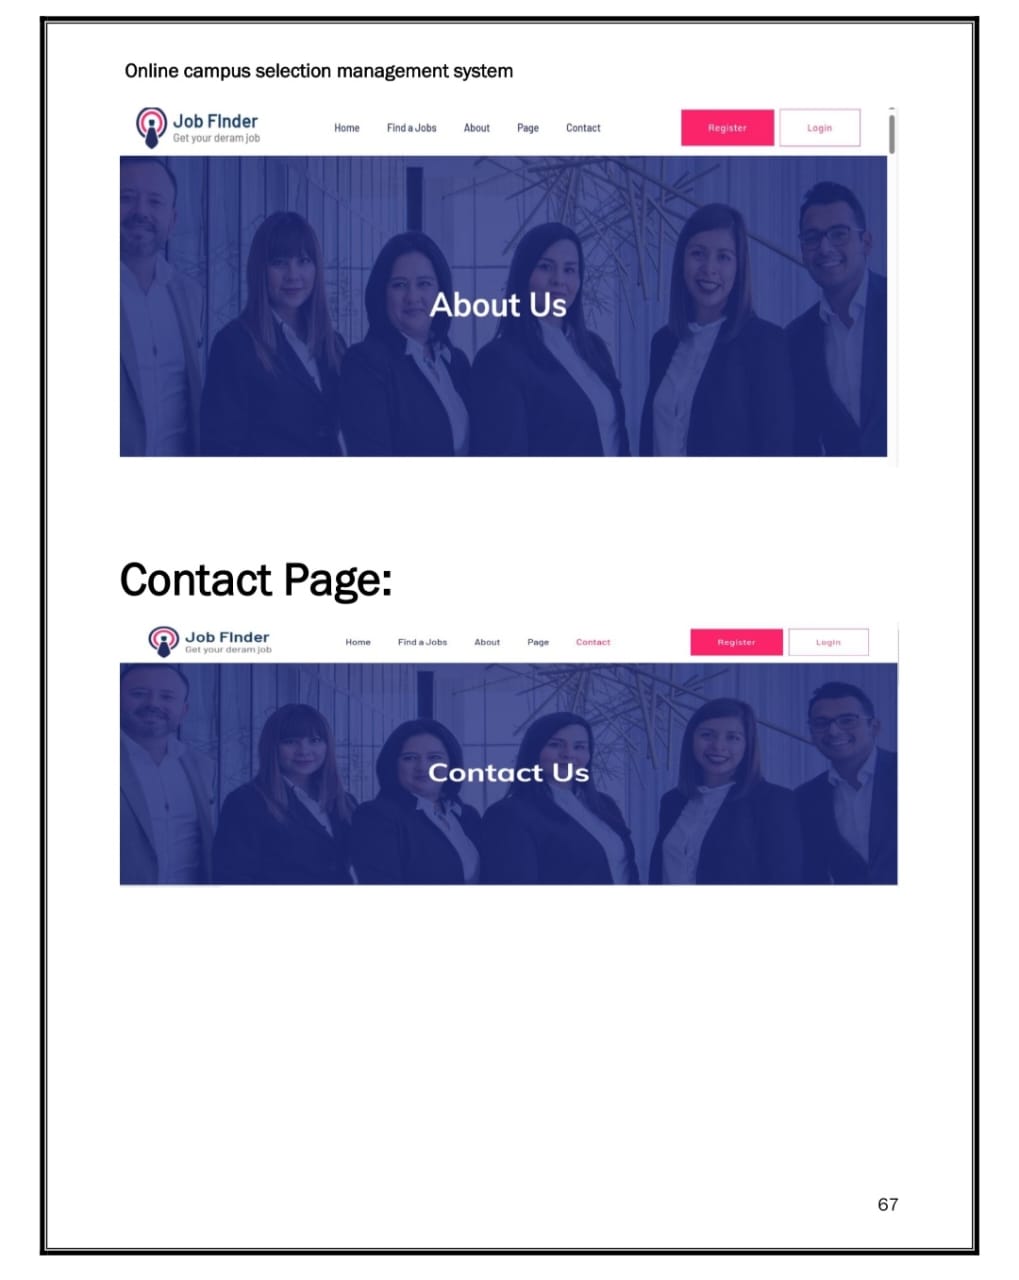 Online campus selection management system
Job FInder
Get your deram job
Home Find a Jobs About Page Contact Register Login
About Us
Contact Page:
Job FInder
Get your deram job
Home Find a Jobs About Page Contact Register Login
Contact Us
67